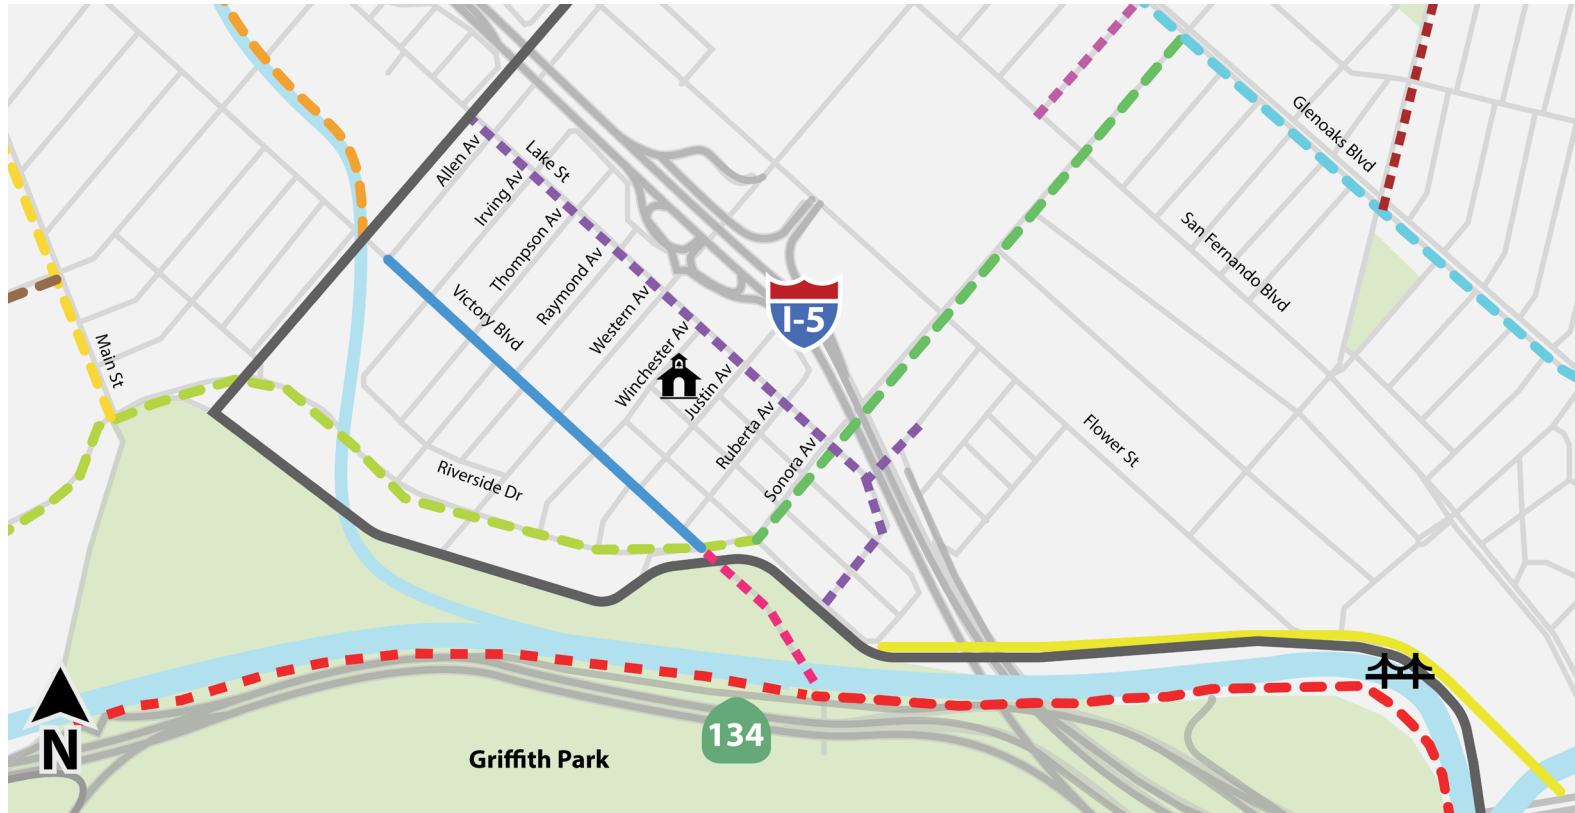 Glenoaks Blvd
Lake St
Allen Av
Irving Av
San Fernando Blvd
Thompson Av
Raymond Av
Victory Blvd
Western Av
I-5
Main St
Winchester Av
Justin Av
Ruberta Av
Flower St
Sonora Av
Riverside Dr
134
N
Griffith Park